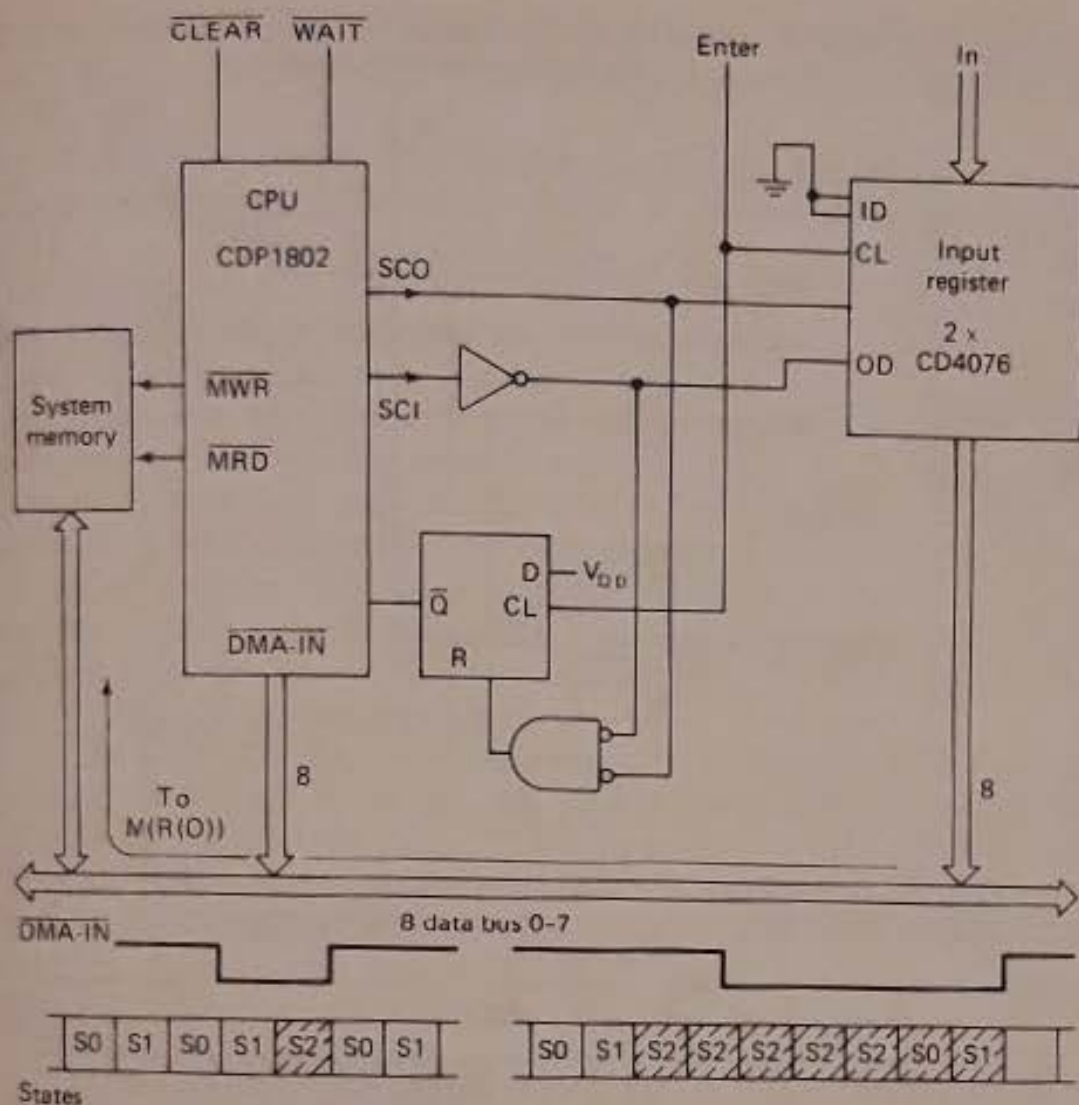 CLEAR WAIT
Enter
In
CPU
CDP1802
SCO
SCI
MWR
MRD
System
memory
ID
CL
Input
register
2 ×
CD4076
OD
D
V_DD
CL
Q
R
DMA-IN
8
8
To
M(R(O))
8 data bus 0-7
DMA-IN
S0 S1 S0 S1 S2 S0 S1
S0 S1 S2 S2 S2 S2 S2 S0 S1
States